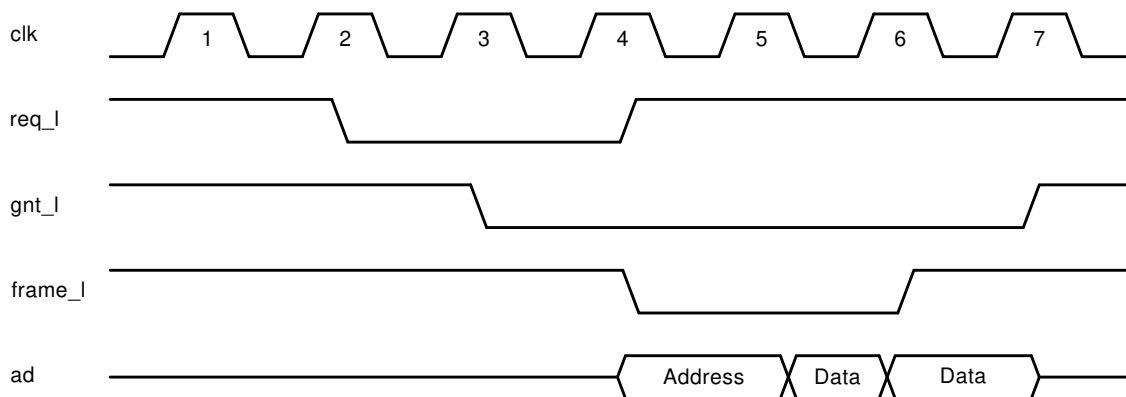 clk 1 2 3 4 5 6 7
req_l
gnt_l
frame_l
ad Address Data Data